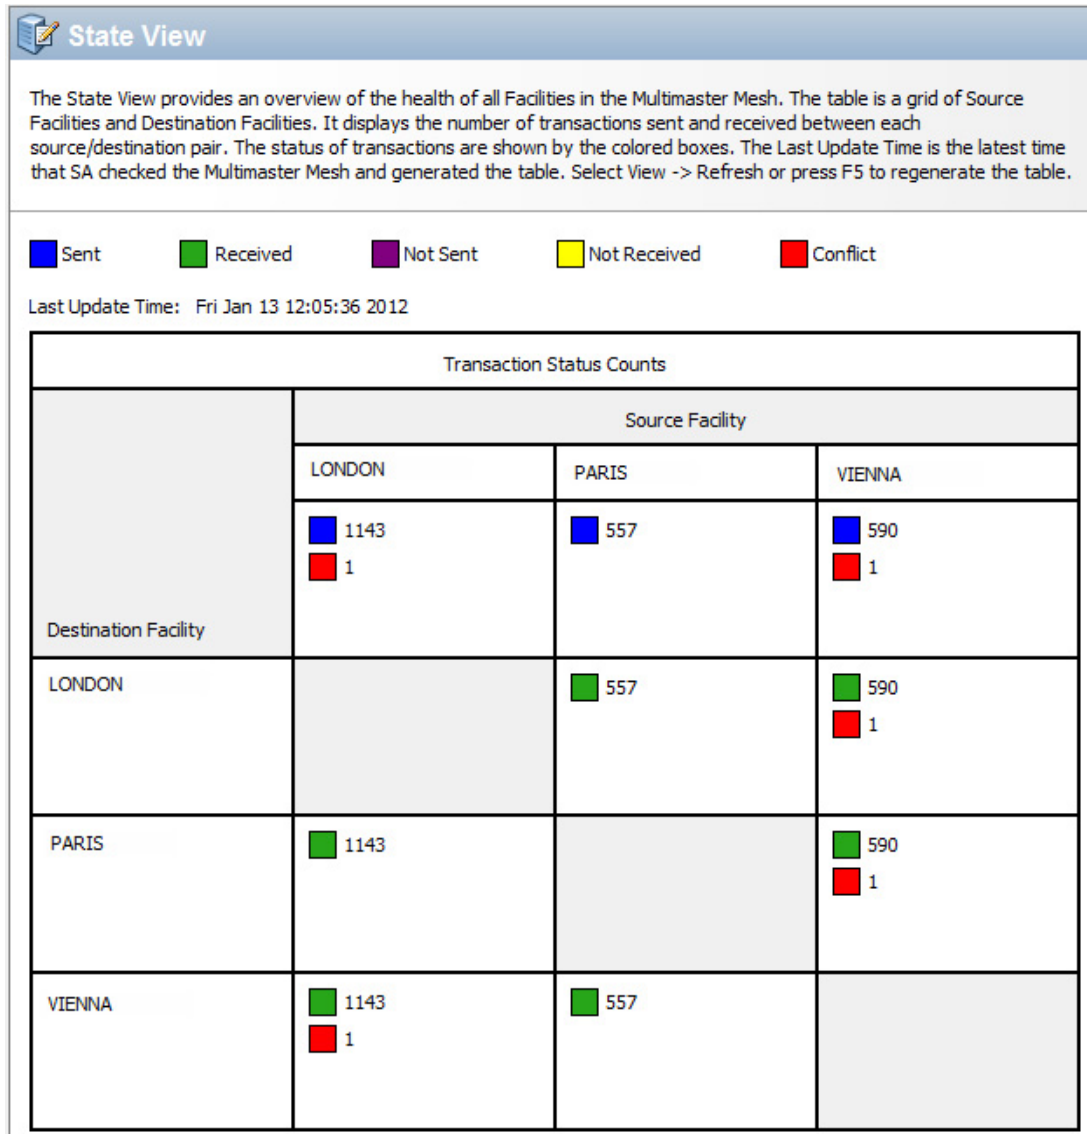 State View
The State View provides an overview of the health of all Facilities in the Multimaster Mesh. The table is a grid of Source
Facilities and Destination Facilities. It displays the number of transactions sent and received between each
source/destination pair. The status of transactions are shown by the colored boxes. The Last Update Time is the latest time
that SA checked the Multimaster Mesh and generated the table. Select View -> Refresh or press F5 to regenerate the table.
Sent Received Not Sent Not Received Conflict
Last Update Time: Fri Jan 13 12:05:36 2012
Transaction Status Counts
Source Facility
LONDON PARIS VIENNA
1143 557 590
1 1
Destination Facility
LONDON 557 590
1
PARIS 1143 590
1
VIENNA 1143 557
1